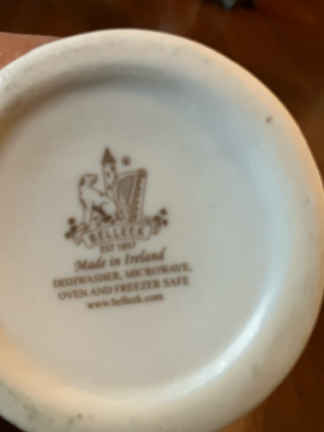 ®
BELLEEK
EST 1857
Made in Ireland
DISHWASHER, MICROWAVE,
OVEN AND FREEZER SAFE
www.belleek.com